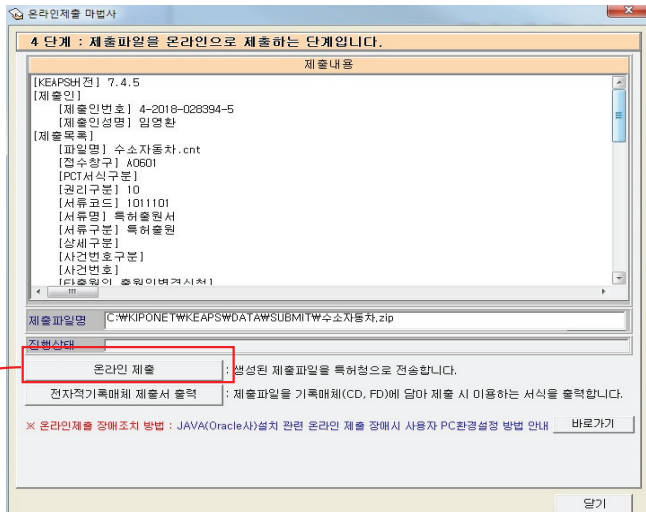 온라인제출 마법사
4 단계 : 제출파일을 온라인으로 제출하는 단계입니다.
제출내용
[KEAPS버전] 7.4.5
[제출인]
[제출인번호] 4-2018-028394-5
[제출인성명] 임영환
[제출목록]
[파일명] 수소자동차.cnt
[접수창구] A0601
[PCT서식구분]
[권리구분] 10
[서류코드] 1011101
[서류명] 특허출원서
[서류구분] 특허출원
[상세구분]
[사건번호구분]
[사건번호]
[타출원인 출원인변경신청]
제출파일명 C:₩KIPONET₩KEAPS₩DATA₩SUBMIT₩수소자동차.zip
진행상태
온라인 제출 : 생성된 제출파일을 특허청으로 전송합니다.
전자적기록매체 제출서 출력 : 제출파일을 기록매체(CD, FD)에 담아 제출 시 이용하는 서식을 출력합니다.
※ 온라인제출 장애조치 방법 : JAVA(Oracle사)설치 관련 온라인 제출 장애시 사용자 PC환경설정 방법 안내 바로가기
닫기